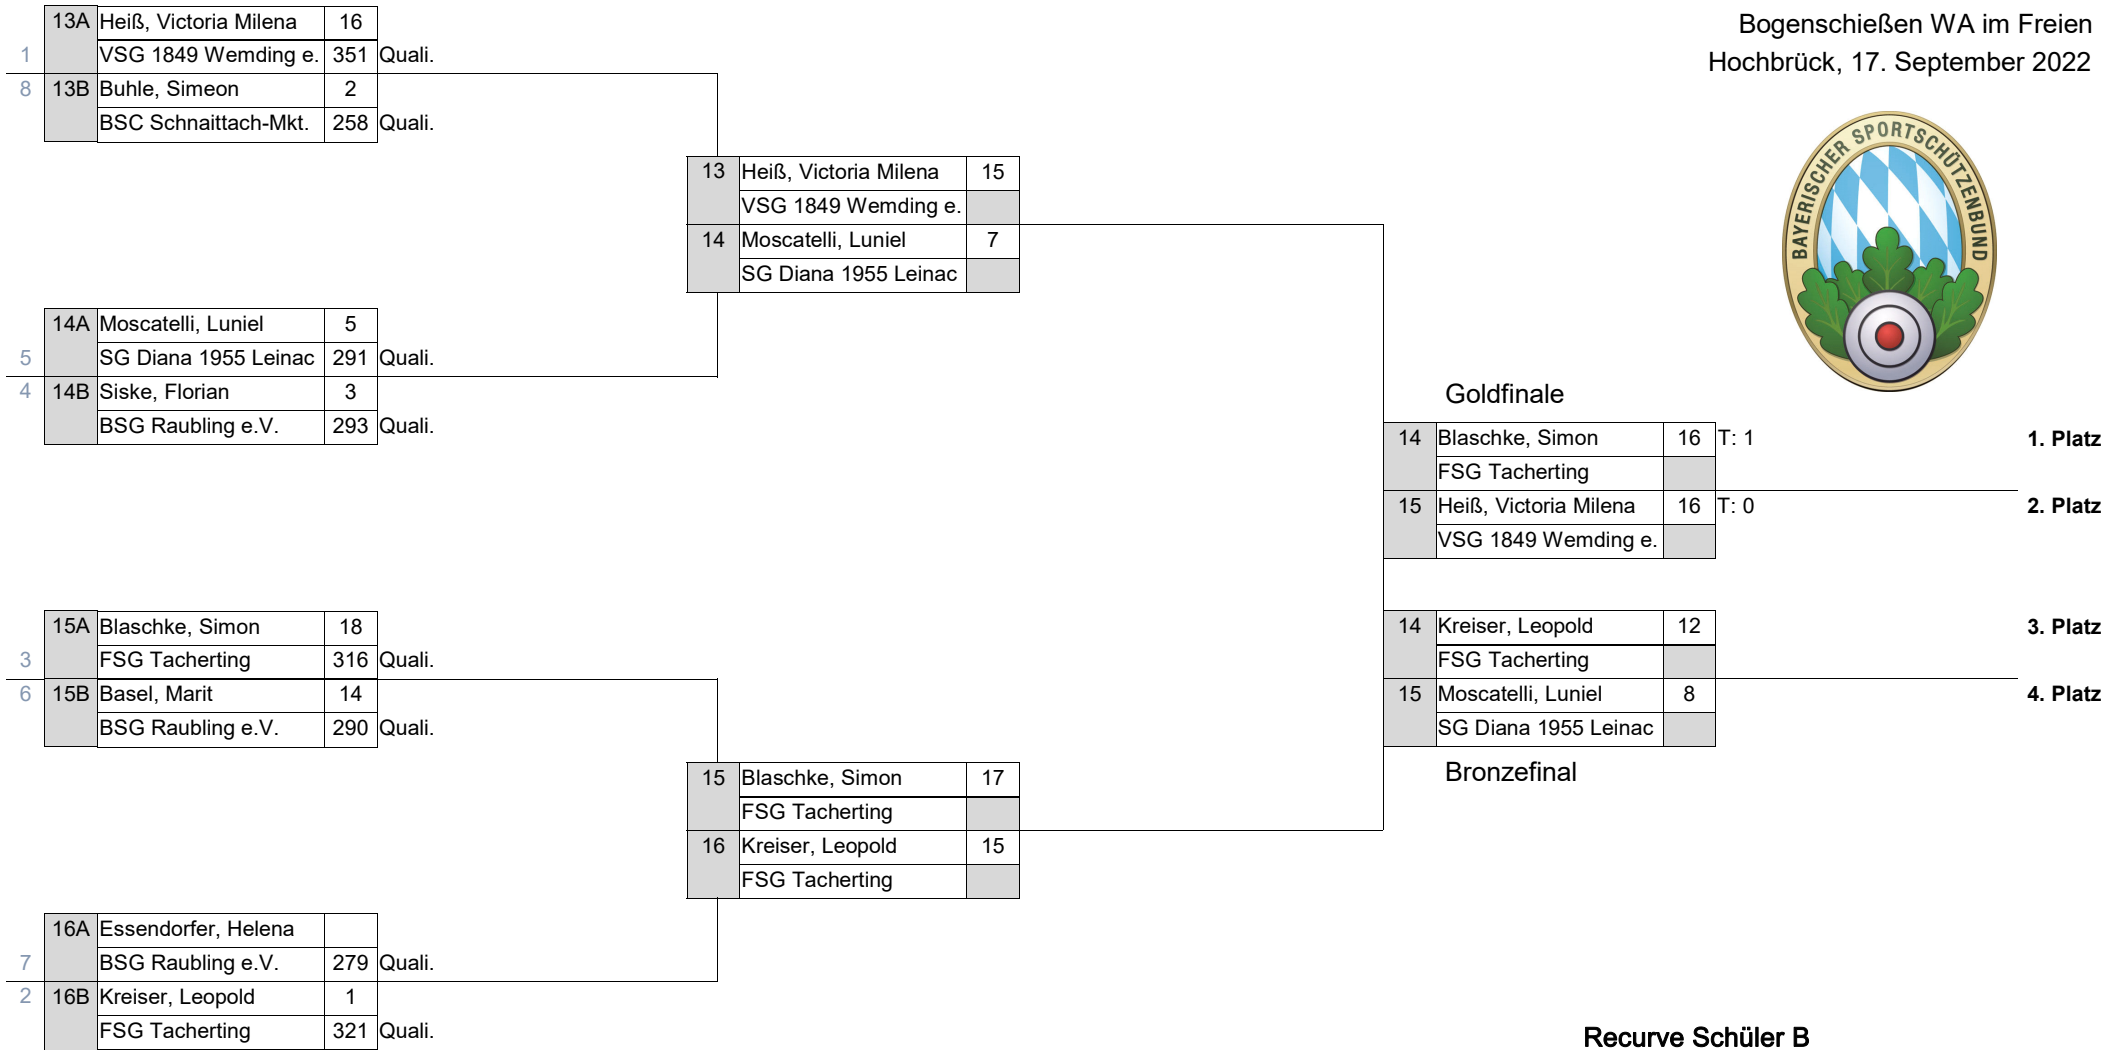 Bogenschießen WA im Freien
Hochbrück, 17. September 2022
BAYERISCHER SPORTSCHÜTZENBUND
13A Heiß, Victoria Milena 16
1 VSG 1849 Wemding e. 351 Quali.
8 13B Buhle, Simeon 2
BSC Schnaittach-Mkt. 258 Quali.
13 Heiß, Victoria Milena 15
VSG 1849 Wemding e.
14 Moscatelli, Luniel 7
SG Diana 1955 Leinac
14A Moscatelli, Luniel 5
5 SG Diana 1955 Leinac 291 Quali.
4 14B Siske, Florian 3
BSG Raubling e.V. 293 Quali.
Goldfinale
14 Blaschke, Simon 16 T: 1 1. Platz
FSG Tacherting
15 Heiß, Victoria Milena 16 T: 0 2. Platz
VSG 1849 Wemding e.
15A Blaschke, Simon 18
3 FSG Tacherting 316 Quali.
6 15B Basel, Marit 14
BSG Raubling e.V. 290 Quali.
14 Kreiser, Leopold 12 3. Platz
FSG Tacherting
15 Moscatelli, Luniel 8 4. Platz
SG Diana 1955 Leinac
Bronzefinal
15 Blaschke, Simon 17
FSG Tacherting
16 Kreiser, Leopold 15
FSG Tacherting
16A Essendorfer, Helena
7 BSG Raubling e.V. 279 Quali.
2 16B Kreiser, Leopold 1
FSG Tacherting 321 Quali.
Recurve Schüler B